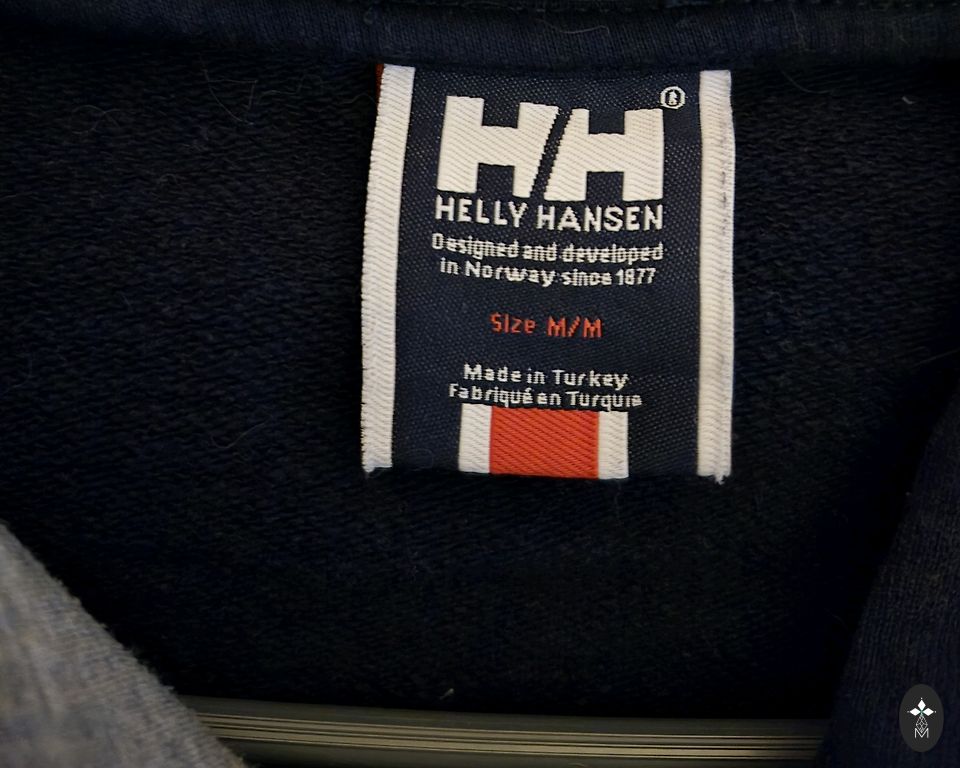 HH®
HELLY HANSEN
Designed and developed
in Norway since 1877
Size M/M
Made in Turkey
Fabriqué en Turquie
M